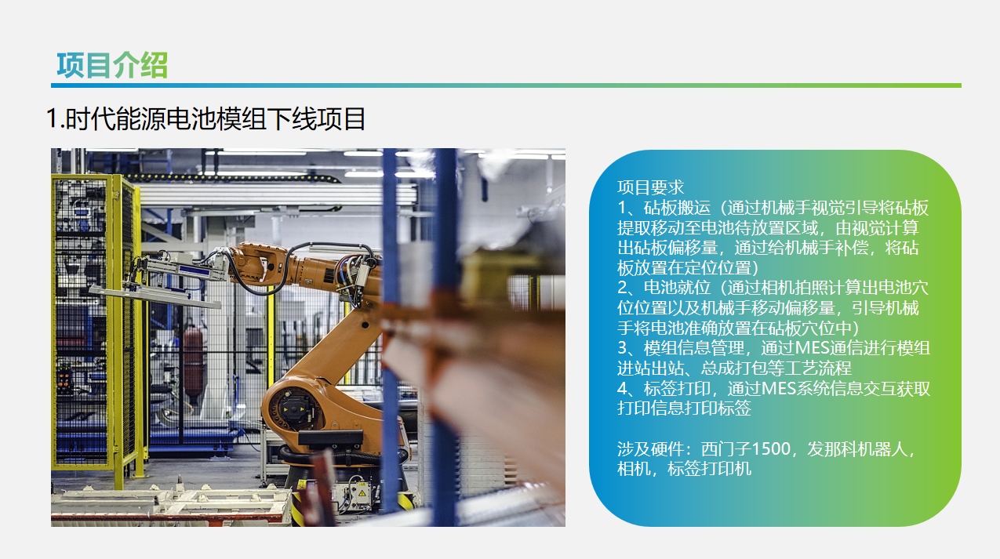 项目介绍
1.时代能源电池模组下线项目
项目要求
1、砧板搬运（通过机械手视觉引导将砧板
提取移动至电池待放置区域，由视觉计算
出砧板偏移量，通过给机械手补偿，将砧
板放置在定位位置）
2、电池就位（通过相机拍照计算出电池穴
位位置以及机械手移动偏移量，引导机械
手将电池准确放置在砧板穴位中）
3、模组信息管理，通过MES通信进行模组
进站出站、总成打包等工艺流程
4、标签打印，通过MES系统信息交互获取
打印信息打印标签
涉及硬件：西门子1500，发那科机器人，
相机，标签打印机